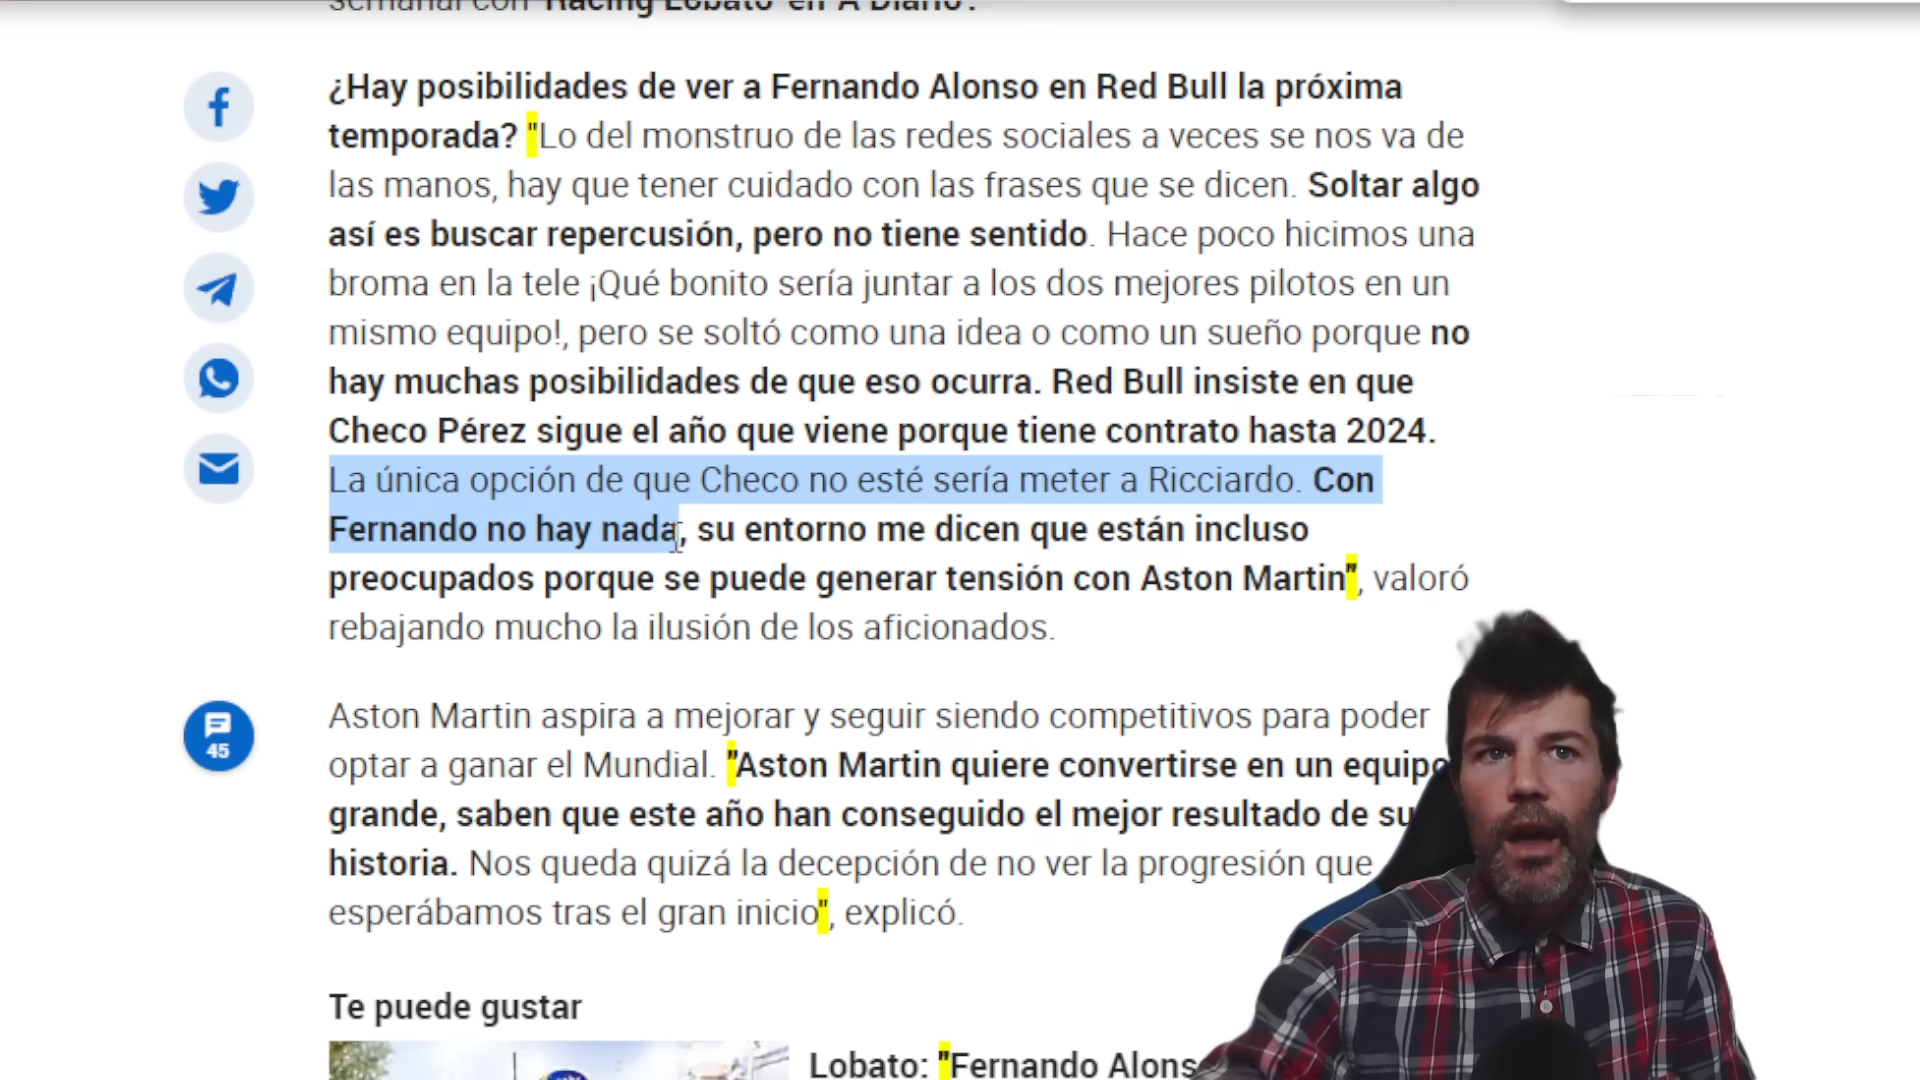 semanal con 'Racing Lobato' en 'A Diario'.
¿Hay posibilidades de ver a Fernando Alonso en Red Bull la próxima
temporada? "Lo del monstruo de las redes sociales a veces se nos va de
las manos, hay que tener cuidado con las frases que se dicen. Soltar algo
así es buscar repercusión, pero no tiene sentido. Hace poco hicimos una
broma en la tele ¡Qué bonito sería juntar a los dos mejores pilotos en un
mismo equipo!, pero se soltó como una idea o como un sueño porque no
hay muchas posibilidades de que eso ocurra. Red Bull insiste en que
Checo Pérez sigue el año que viene porque tiene contrato hasta 2024.
La única opción de que Checo no esté sería meter a Ricciardo. Con
Fernando no hay nada, su entorno me dicen que están incluso
preocupados porque se puede generar tensión con Aston Martin", valoró
rebajando mucho la ilusión de los aficionados.
45
Aston Martin aspira a mejorar y seguir siendo competitivos para poder
optar a ganar el Mundial. "Aston Martin quiere convertirse en un equipo
grande, saben que este año han conseguido el mejor resultado de su
historia. Nos queda quizá la decepción de no ver la progresión que
esperábamos tras el gran inicio", explicó.
Te puede gustar
Lobato: "Fernando Alons